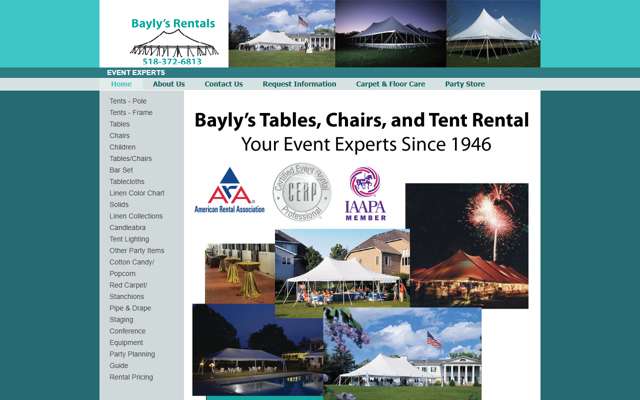 Bayly's Rentals
518-372-6813
EVENT EXPERTS
Home About Us Contact Us Request Information Carpet & Floor Care Party Store
Tents - Pole
Tents - Frame
Tables
Chairs
Children
Tables/Chairs
Bar Set
Tablecloths
Linen Color Chart
Solids
Linen Collections
Candleabra
Tent Lighting
Other Party Items
Cotton Candy/
Popcorn
Red Carpet/
Stanchions
Pipe & Drape
Staging
Conference
Equipment
Party Planning
Guide
Rental Pricing
Bayly's Tables, Chairs, and Tent Rental
Your Event Experts Since 1946
ARA
American Rental Association
Certified Event Rental
CERP
Professional
IAAPA
MEMBER